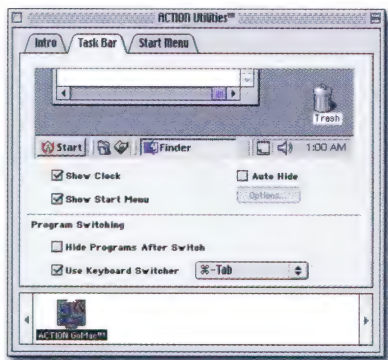 ACTION Utilities™
Intro
Task Bar
Start Menu
Trash
Start
Finder
1:00 AM
Show Clock
Auto Hide
Show Start Menu
Options...
Program Switching
Hide Programs After Switch
Use Keyboard Switcher
⌘-Tab
ACTION GoMac™